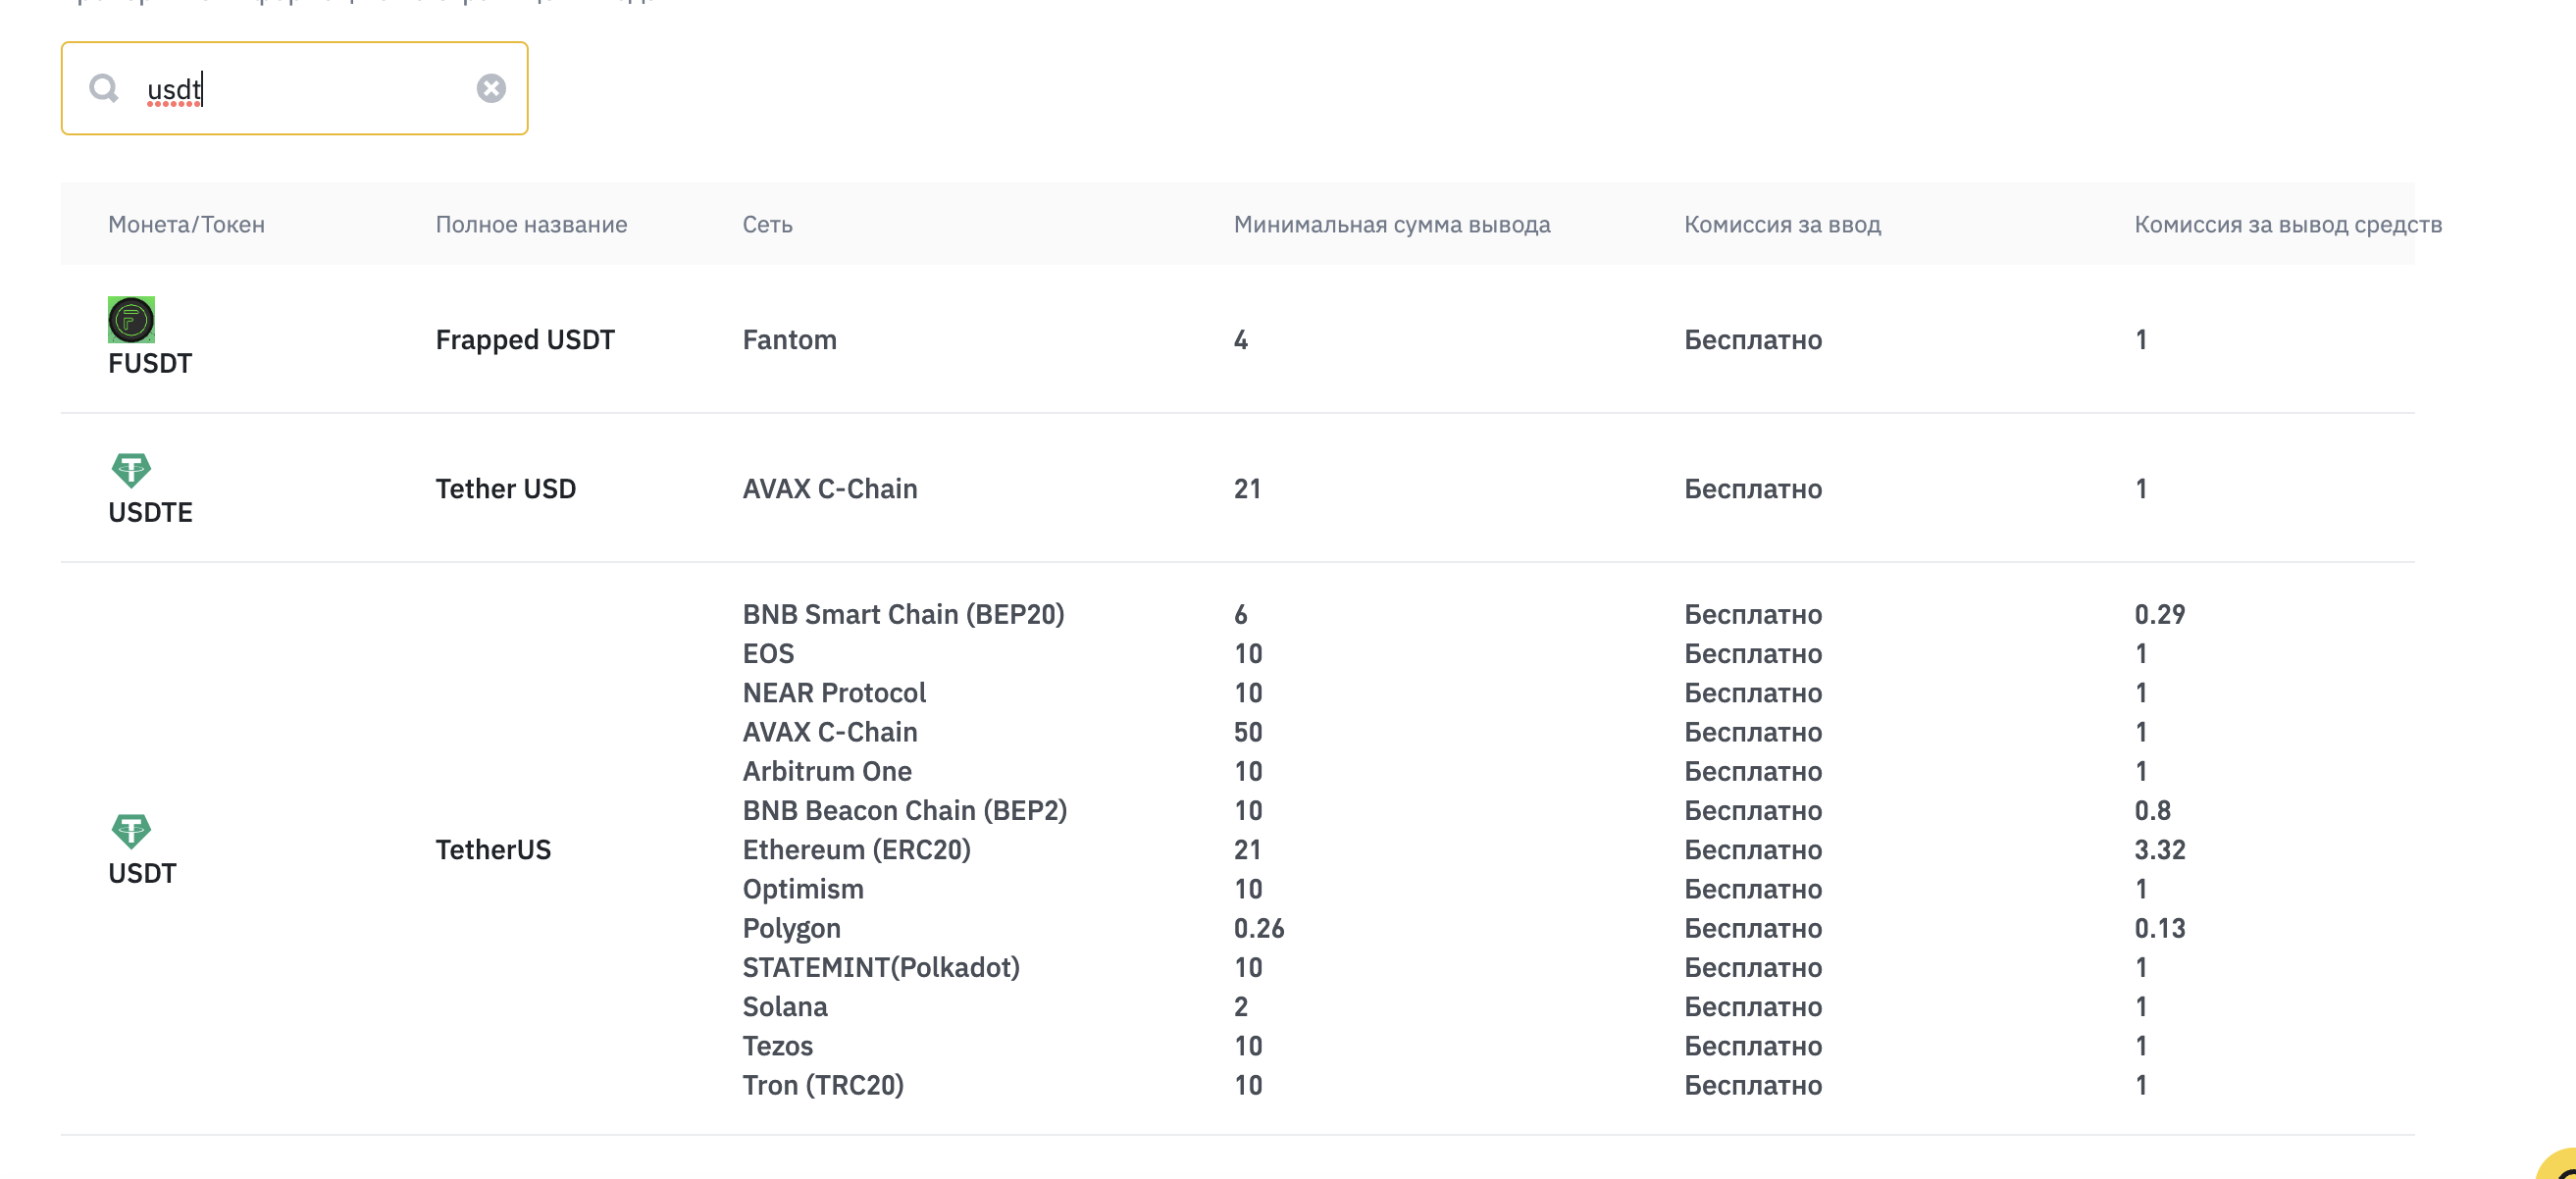 usdt
Монета/Токен Полное название Сеть Минимальная сумма вывода Комиссия за ввод Комиссия за вывод средств
FUSDT Frapped USDT Fantom 4 Бесплатно 1
USDTE Tether USD AVAX C-Chain 21 Бесплатно 1
USDT TetherUS
BNB Smart Chain (BEP20) 6 Бесплатно 0.29
EOS 10 Бесплатно 1
NEAR Protocol 10 Бесплатно 1
AVAX C-Chain 50 Бесплатно 1
Arbitrum One 10 Бесплатно 1
BNB Beacon Chain (BEP2) 10 Бесплатно 0.8
Ethereum (ERC20) 21 Бесплатно 3.32
Optimism 10 Бесплатно 1
Polygon 0.26 Бесплатно 0.13
STATEMINT(Polkadot) 10 Бесплатно 1
Solana 2 Бесплатно 1
Tezos 10 Бесплатно 1
Tron (TRC20) 10 Бесплатно 1